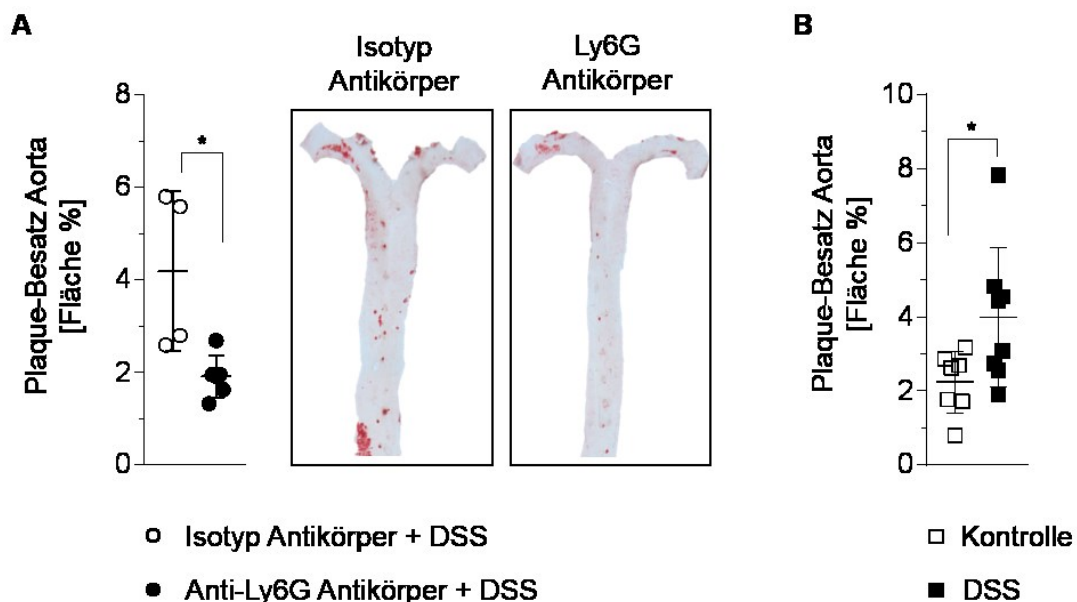 A
Isotyp
Antikörper
Ly6G
Antikörper
Plaque-Besatz Aorta
[Fläche %]
8
6
4
2
0
*
Isotyp Antikörper + DSS
Anti-Ly6G Antikörper + DSS
B
Plaque-Besatz Aorta
[Fläche %]
10
8
6
4
2
0
*
Kontrolle
DSS